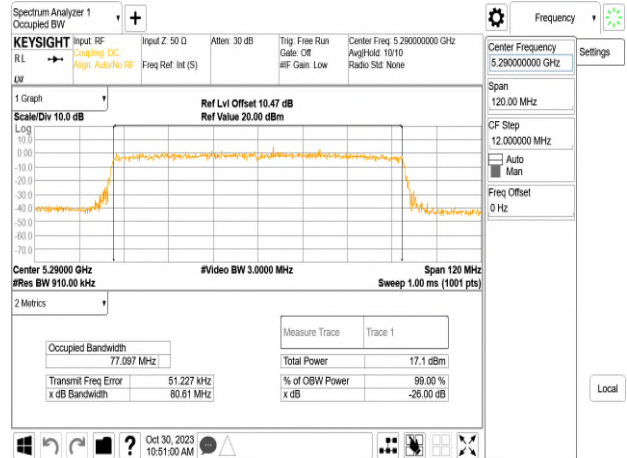 Spectrum Analyzer 1
Occupied BW
Frequency
KEYSIGHT
RL
Input: RF
Coupling: DC
Align: Auto/No RF
Input Z: 50 Ω
Freq Ref: Int (S)
Atten: 30 dB
Trig: Free Run
Gate: Off
#IF Gain: Low
Center Freq: 5.290000000 GHz
Avg|Hold: 10/10
Radio Std: None
Center Frequency
5.290000000 GHz
Settings
Span
120.00 MHz
CF Step
12.000000 MHz
Auto
Man
Freq Offset
0 Hz
Local
1 Graph
Scale/Div 10.0 dB
Ref Lvl Offset 10.47 dB
Ref Value 20.00 dBm
Log
10.0
0.00
-10.0
-20.0
-30.0
-40.0
-50.0
-60.0
-70.0
Center 5.29000 GHz
#Res BW 910.00 kHz
#Video BW 3.0000 MHz
Span 120 MHz
Sweep 1.00 ms (1001 pts)
2 Metrics
Measure Trace
Trace 1
Occupied Bandwidth
77.097 MHz
Total Power
17.1 dBm
Transmit Freq Error
51.227 kHz
% of OBW Power
99.00 %
x dB Bandwidth
80.61 MHz
x dB
-26.00 dB
?
Oct 30, 2023
10:51:00 AM